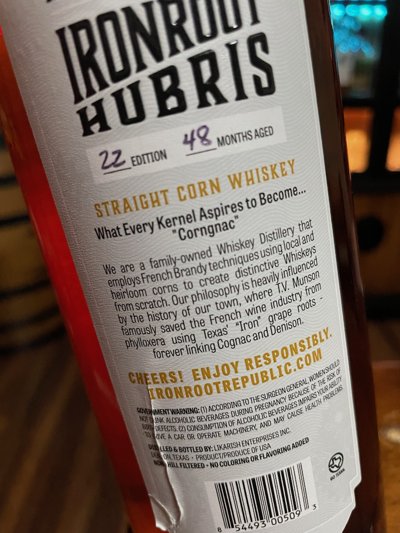 IRONROOT
HUBRIS
22 EDITION 48 MONTHS AGED
STRAIGHT CORN WHISKEY
What Every Kernel Aspires to Become...
"Corngnac"
We are a family-owned Whiskey Distillery that
employs French Brandy techniques using local and
heirloom corns to create distinctive Whiskeys
from scratch. Our philosophy is heavily influenced
by the history of our town, where T.V. Munson
famously saved the French wine industry from
phylloxera using Texas' "Iron" grape roots -
forever linking Cognac and Denison.
CHEERS! ENJOY RESPONSIBLY.
IRONROOTREPUBLIC.COM
GOVERNMENT WARNING: (1) ACCORDING TO THE SURGEON GENERAL, WOMEN SHOULD
NOT DRINK ALCOHOLIC BEVERAGES DURING PREGNANCY BECAUSE OF THE RISK OF
BIRTH DEFECTS. (2) CONSUMPTION OF ALCOHOLIC BEVERAGES IMPAIRS YOUR ABILITY
TO DRIVE A CAR OR OPERATE MACHINERY, AND MAY CAUSE HEALTH PROBLEMS.
DISTILLED & BOTTLED BY: LIKARISH ENTERPRISES INC.
TEXAS • PRODUCT/PRODUCE OF USA
FILTERED • NO COLORING OR FLAVORING ADDED
8 54493 00509 3